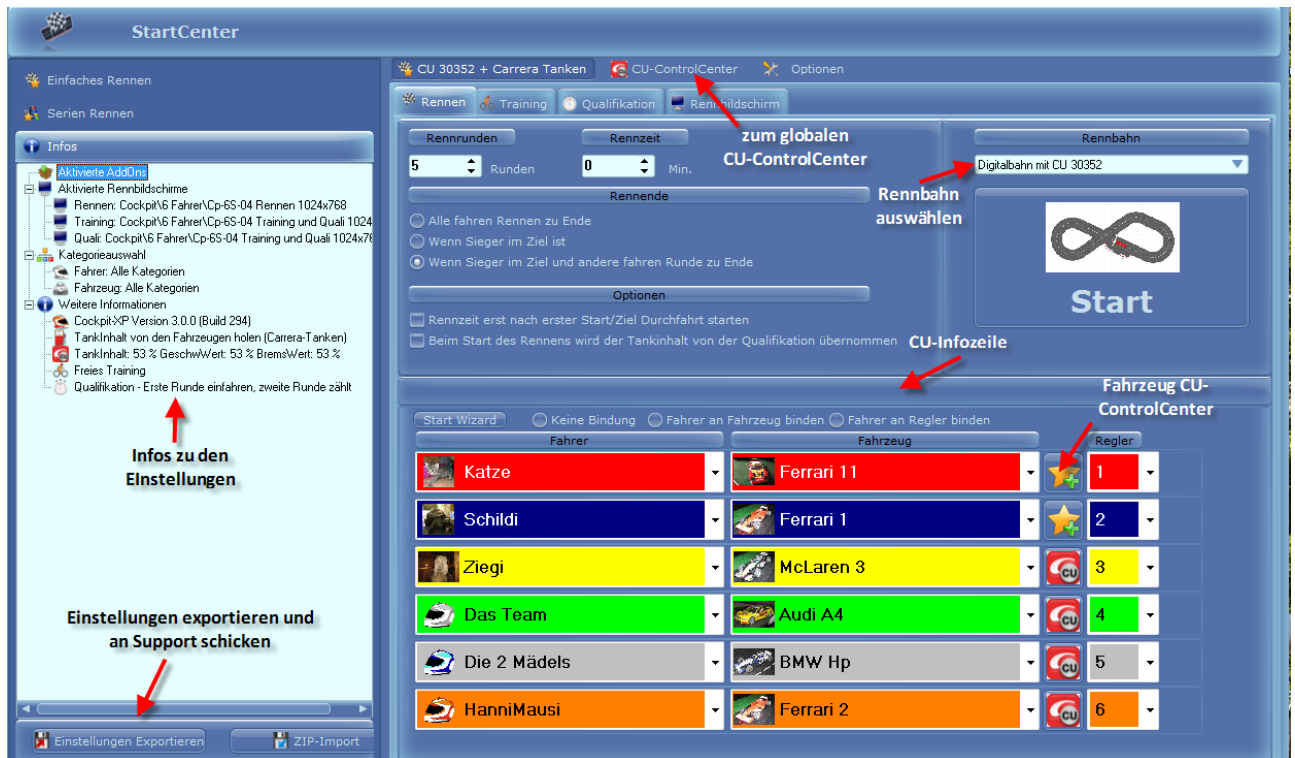 StartCenter
Einfaches Rennen
Serien Rennen
Infos
Aktivierte AddOns
Aktivierte Rennbildschirme
Rennen: Cockpit\6 Fahrer\Cp-6S-04 Rennen 1024x768
Training: Cockpit\6 Fahrer\Cp-6S-04 Training und Quali 1024
Quali: Cockpit\6 Fahrer\Cp-6S-04 Training und Quali 1024x76
Kategorieauswahl
Fahrer: Alle Kategorien
Fahrzeug: Alle Kategorien
Weitere Informationen
Cockpit-XP Version 3.0.0 (Build 294)
TankInhalt von den Fahrzeugen holen (Carrera-Tanken)
TankInhalt: 53 % GeschwWert: 53 % BremsWert: 53 %
Freies Training
Qualifikation - Erste Runde einfahren, zweite Runde zählt
Infos zu den
EInstellungen
Einstellungen exportieren und
an Support schicken
Einstellungen Exportieren
ZIP-Import
CU 30352 + Carrera Tanken
CU-ControlCenter
Optionen
Rennen
Training
Qualifikation
Rennbildschirm
Rennrunden
Rennzeit
5
Runden
0
Min.
zum globalen
CU-ControlCenter
Rennbahn
Digitalbahn mit CU 30352
Rennbahn
auswählen
Rennende
Alle fahren Rennen zu Ende
Wenn Sieger im Ziel ist
Wenn Sieger im Ziel und andere fahren Runde zu Ende
Start
Optionen
Rennzeit erst nach erster Start/Ziel Durchfahrt starten
Beim Start des Rennens wird der Tankinhalt von der Qualifikation übernommen
CU-Infozeile
Fahrzeug CU-
ControlCenter
Start Wizard
Keine Bindung
Fahrer an Fahrzeug binden
Fahrer an Regler binden
Fahrer
Fahrzeug
Regler
Katze
Ferrari 11
1
Schildi
Ferrari 1
2
Ziegi
McLaren 3
CU
3
Das Team
Audi A4
CU
4
Die 2 Mädels
BMW Hp
CU
5
HanniMausi
Ferrari 2
CU
6